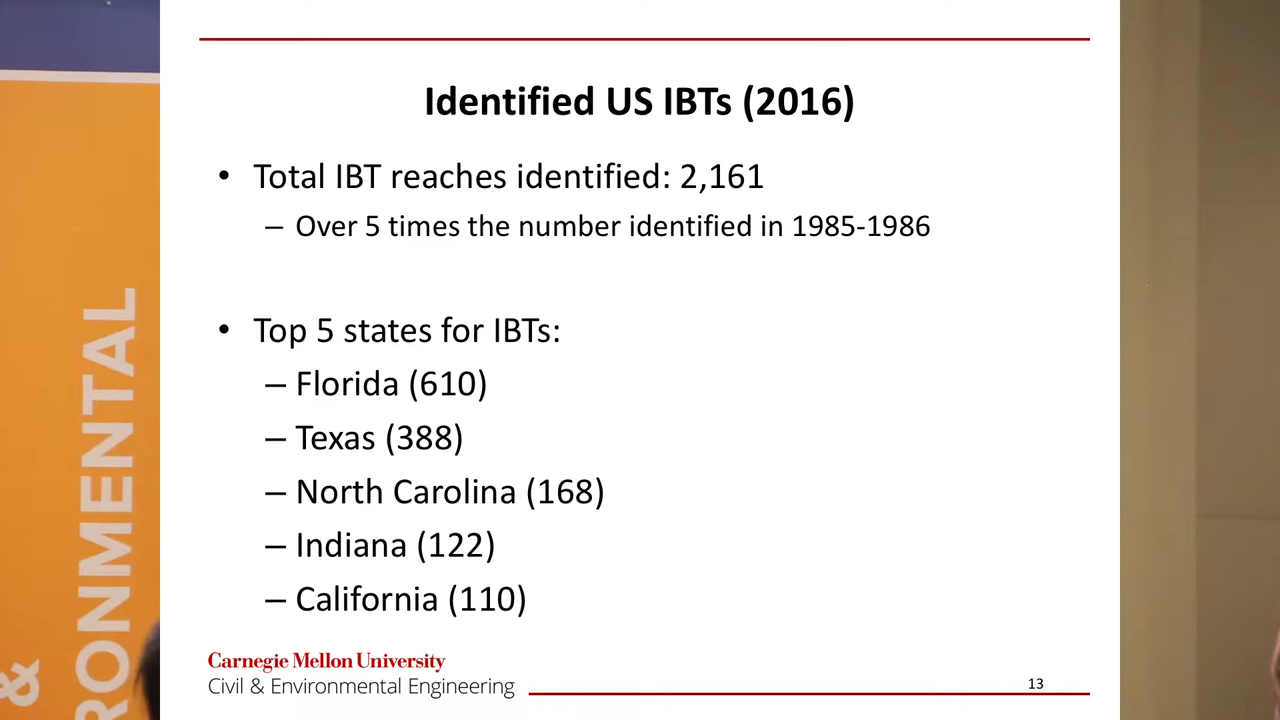 Identified US IBTs (2016)
• Total IBT reaches identified: 2,161
– Over 5 times the number identified in 1985-1986
• Top 5 states for IBTs:
– Florida (610)
– Texas (388)
– North Carolina (168)
– Indiana (122)
– California (110)
Carnegie Mellon University
Civil & Environmental Engineering
13
&
RONMENTAL